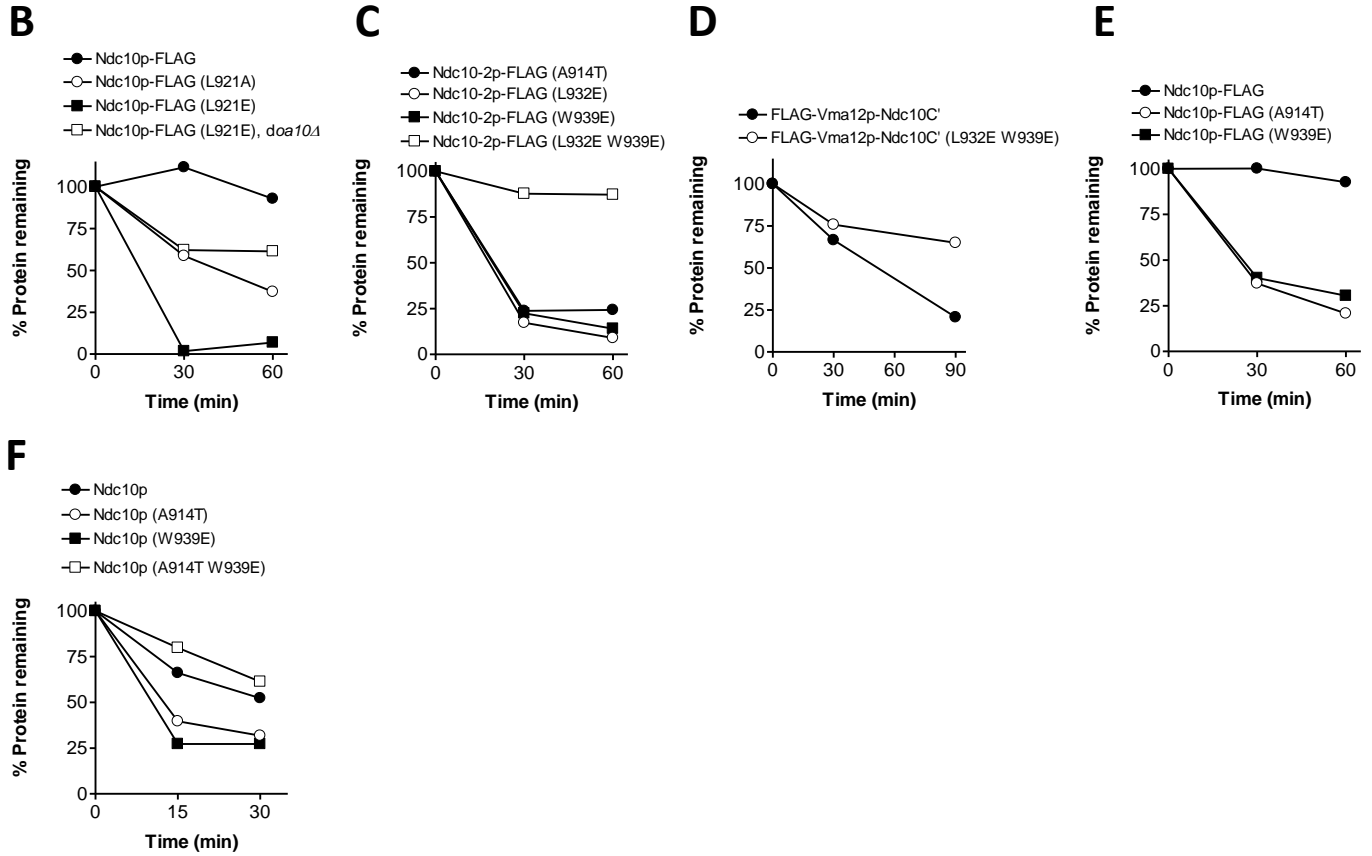 B
Ndc10p-FLAG
Ndc10p-FLAG (L921A)
Ndc10p-FLAG (L921E)
Ndc10p-FLAG (L921E), doa10Δ
% Protein remaining
100
75
50
25
0
0 30 60
Time (min)
C
Ndc10-2p-FLAG (A914T)
Ndc10-2p-FLAG (L932E)
Ndc10-2p-FLAG (W939E)
Ndc10-2p-FLAG (L932E W939E)
% Protein remaining
100
75
50
25
0
0 30 60
Time (min)
D
FLAG-Vma12p-Ndc10C'
FLAG-Vma12p-Ndc10C' (L932E W939E)
% Protein remaining
100
75
50
25
0
0 30 60 90
Time (min)
E
Ndc10p-FLAG
Ndc10p-FLAG (A914T)
Ndc10p-FLAG (W939E)
% Protein remaining
100
75
50
25
0
0 30 60
Time (min)
F
Ndc10p
Ndc10p (A914T)
Ndc10p (W939E)
Ndc10p (A914T W939E)
% Protein remaining
100
75
50
25
0
0 15 30
Time (min)